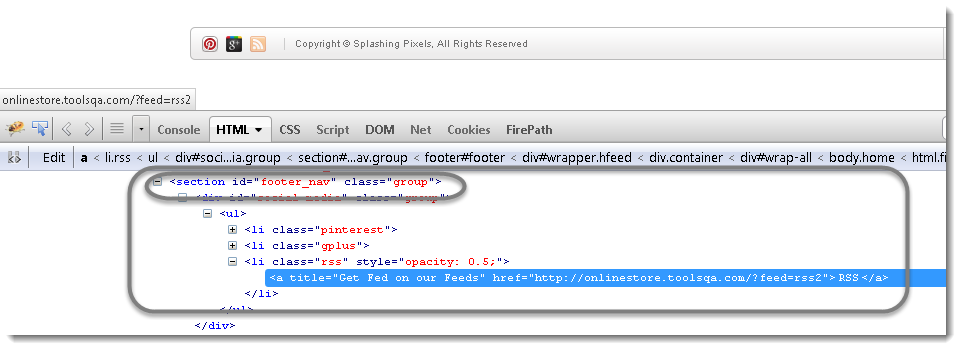 Copyright © Splashing Pixels, All Rights Reserved
onlinestore.toolsqa.com/?feed=rss2
Console HTML CSS Script DOM Net Cookies FirePath
Edit a < li.rss < ul < div#soci...ia.group < section#...av.group < footer#footer < div#wrapper.hfeed < div.container < div#wrap-all < body.home < html.fi
<section id="footer_nav" class="group">
<div id="social-media" class="group">
<ul>
<li class="pinterest">
<li class="gplus">
<li class="rss" style="opacity: 0.5;">
<a title="Get Fed on our Feeds" href="http://onlinestore.toolsqa.com/?feed=rss2">RSS</a>
</li>
</ul>
</div>